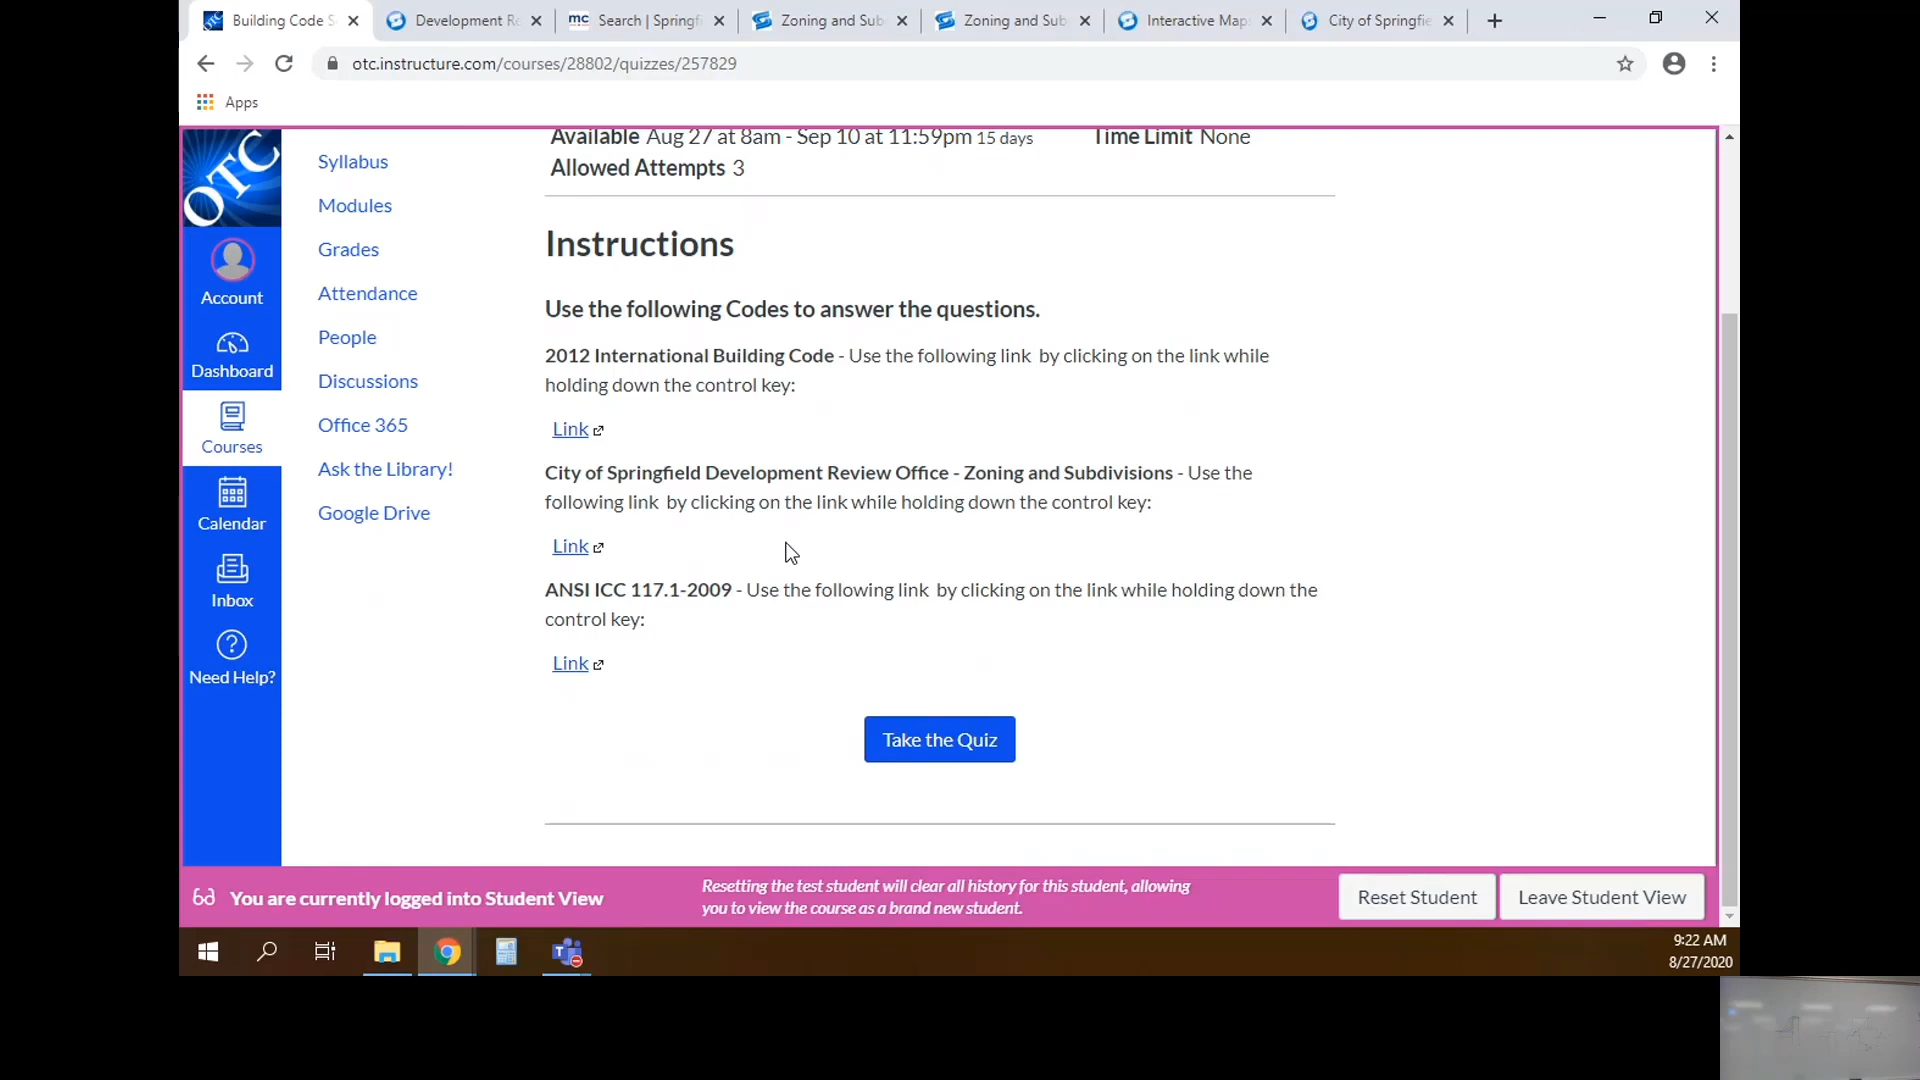 Building Code S
Development Re
mc Search | Springfi
Zoning and Sub
Zoning and Sub
Interactive Map
City of Springfie
otc.instructure.com/courses/28802/quizzes/257829
Apps
OTC
Account
Dashboard
Courses
Calendar
Inbox
Need Help?
Syllabus
Modules
Grades
Attendance
People
Discussions
Office 365
Ask the Library!
Google Drive
Available Aug 27 at 8am - Sep 10 at 11:59pm 15 days Time Limit None
Allowed Attempts 3
Instructions
Use the following Codes to answer the questions.
2012 International Building Code - Use the following link by clicking on the link while
holding down the control key:
Link
City of Springfield Development Review Office - Zoning and Subdivisions - Use the
following link by clicking on the link while holding down the control key:
Link
ANSI ICC 117.1-2009 - Use the following link by clicking on the link while holding down the
control key:
Link
Take the Quiz
You are currently logged into Student View
Resetting the test student will clear all history for this student, allowing
you to view the course as a brand new student.
Reset Student
Leave Student View
9:22 AM
8/27/2020